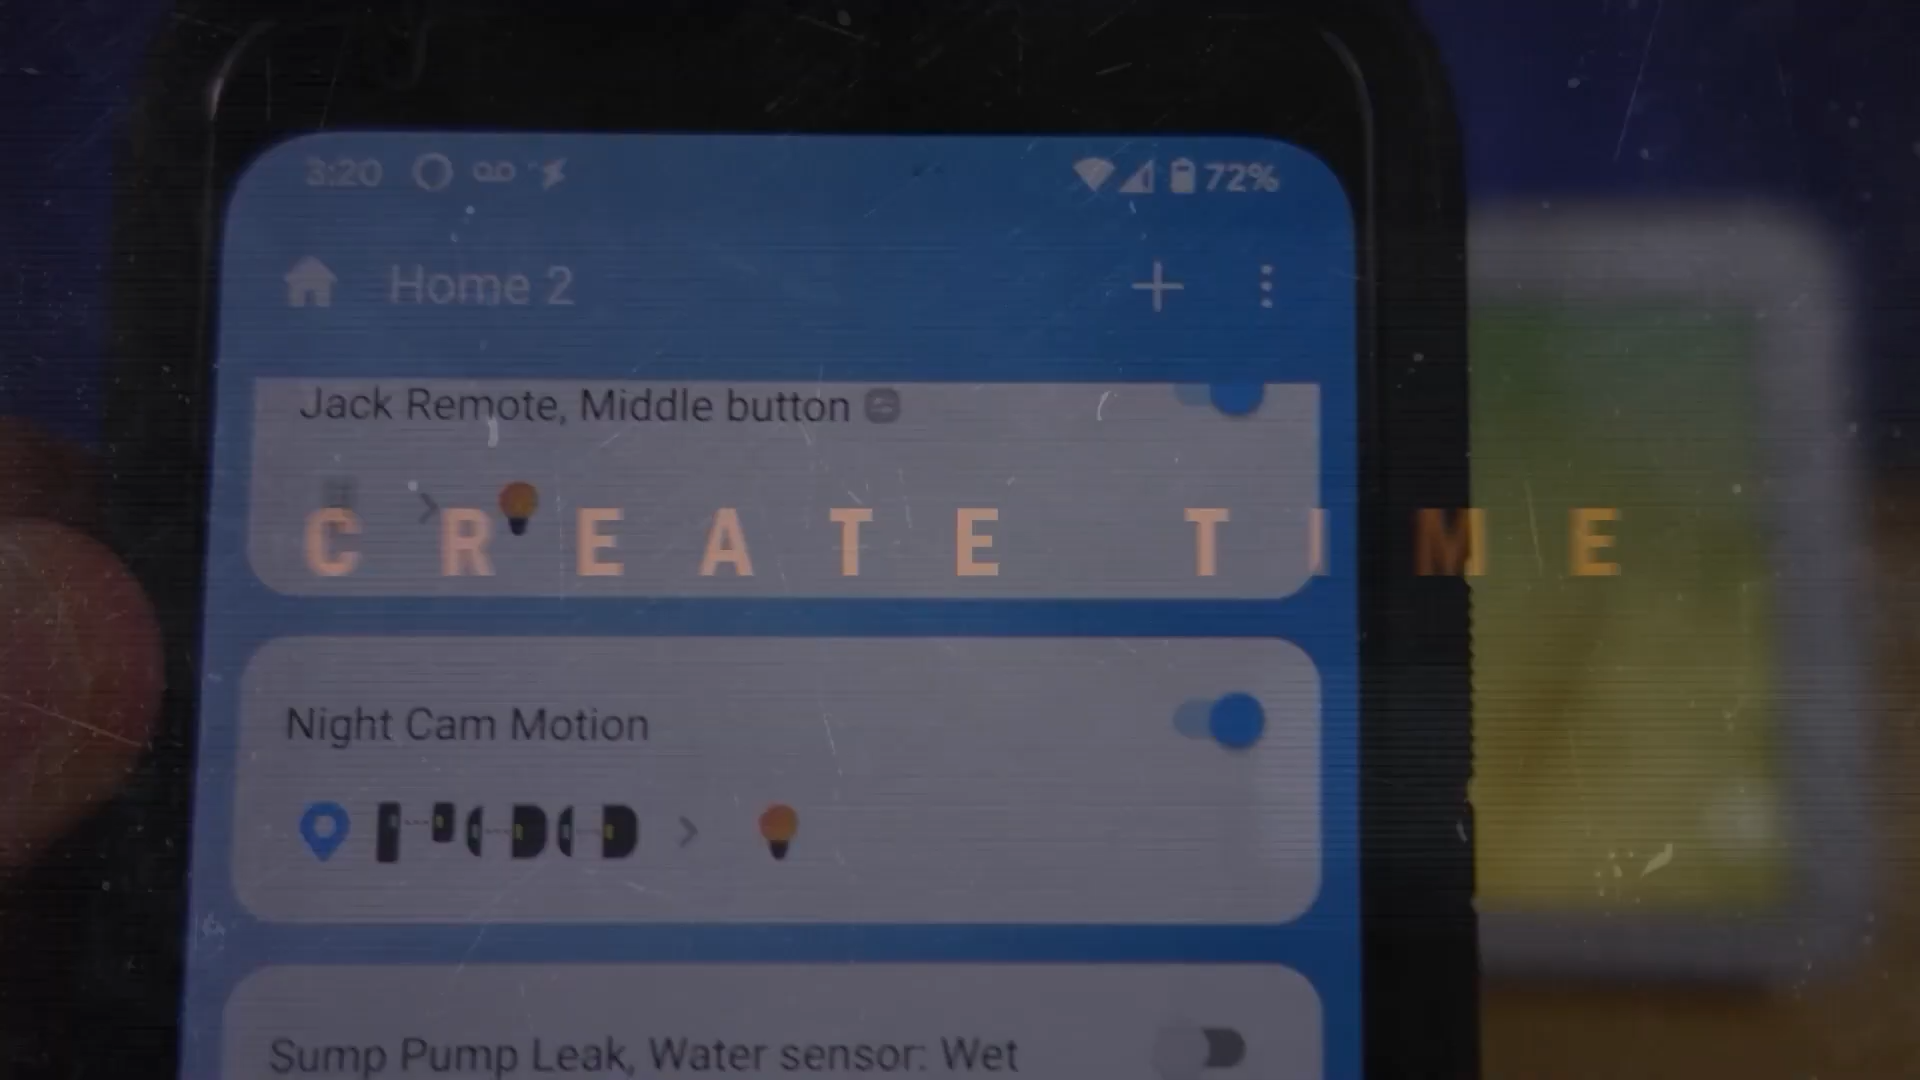 3:20 72%
Home 2
Jack Remote, Middle button
CREATE TIME
Night Cam Motion
Sump Pump Leak, Water sensor: Wet